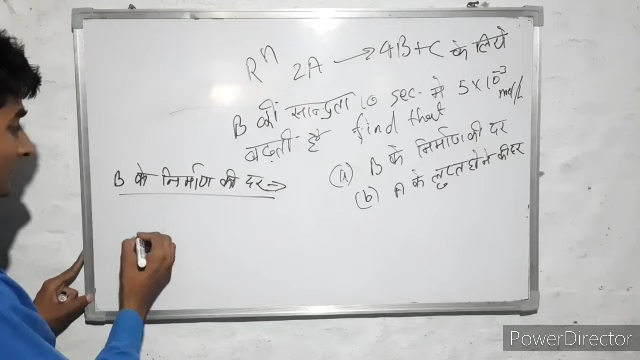 Rⁿ 2A → 4B+C के लिये
B की सान्द्रता 10 sec. में 5×10⁻³ mol/L
बढ़ती है find that
(a) B के निर्माण की दर
(b) A के लुप्त होने की दर
B के निर्माण की दर ⇒
PowerDirector